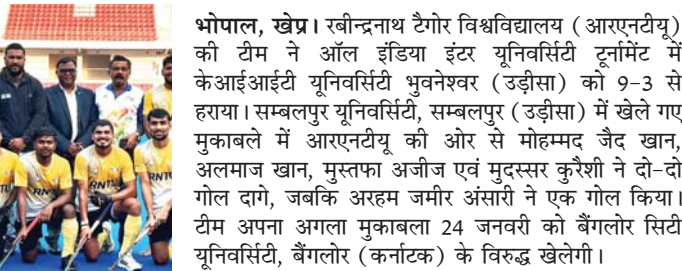 भोपाल, खेप्र। रबीन्द्रनाथ टैगोर विश्वविद्यालय (आरएनटीयू)
की टीम ने ऑल इंडिया इंटर यूनिवर्सिटी टूर्नामेंट में
केआईआईटी यूनिवर्सिटी भुवनेश्वर (उड़ीसा) को 9-3 से
हराया। सम्बलपुर यूनिवर्सिटी, सम्बलपुर (उड़ीसा) में खेले गए
मुकाबले में आरएनटीयू की ओर से मोहम्मद जैद खान,
अलमाज खान, मुस्तफा अजीज एवं मुदस्सर कुरैशी ने दो-दो
गोल दागे, जबकि अरहम जमीर अंसारी ने एक गोल किया।
टीम अपना अगला मुकाबला 24 जनवरी को बैंगलोर सिटी
यूनिवर्सिटी, बैंगलोर (कर्नाटक) के विरुद्ध खेलेगी।
RNTU